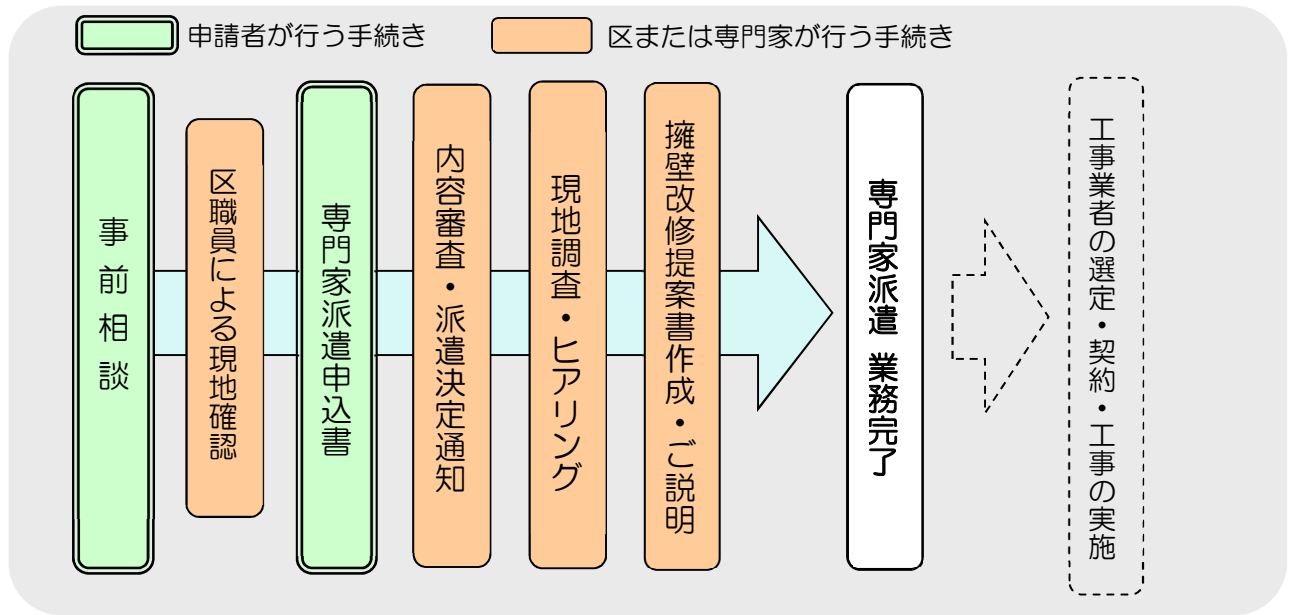 申請者が行う手続き
区または専門家が行う手続き
事前相談
区職員による現地確認
専門家派遣申込書
内容審査・派遣決定通知
現地調査・ヒアリング
擁壁改修提案書作成・ご説明
専門家派遣 業務完了
工事業者の選定・契約・工事の実施